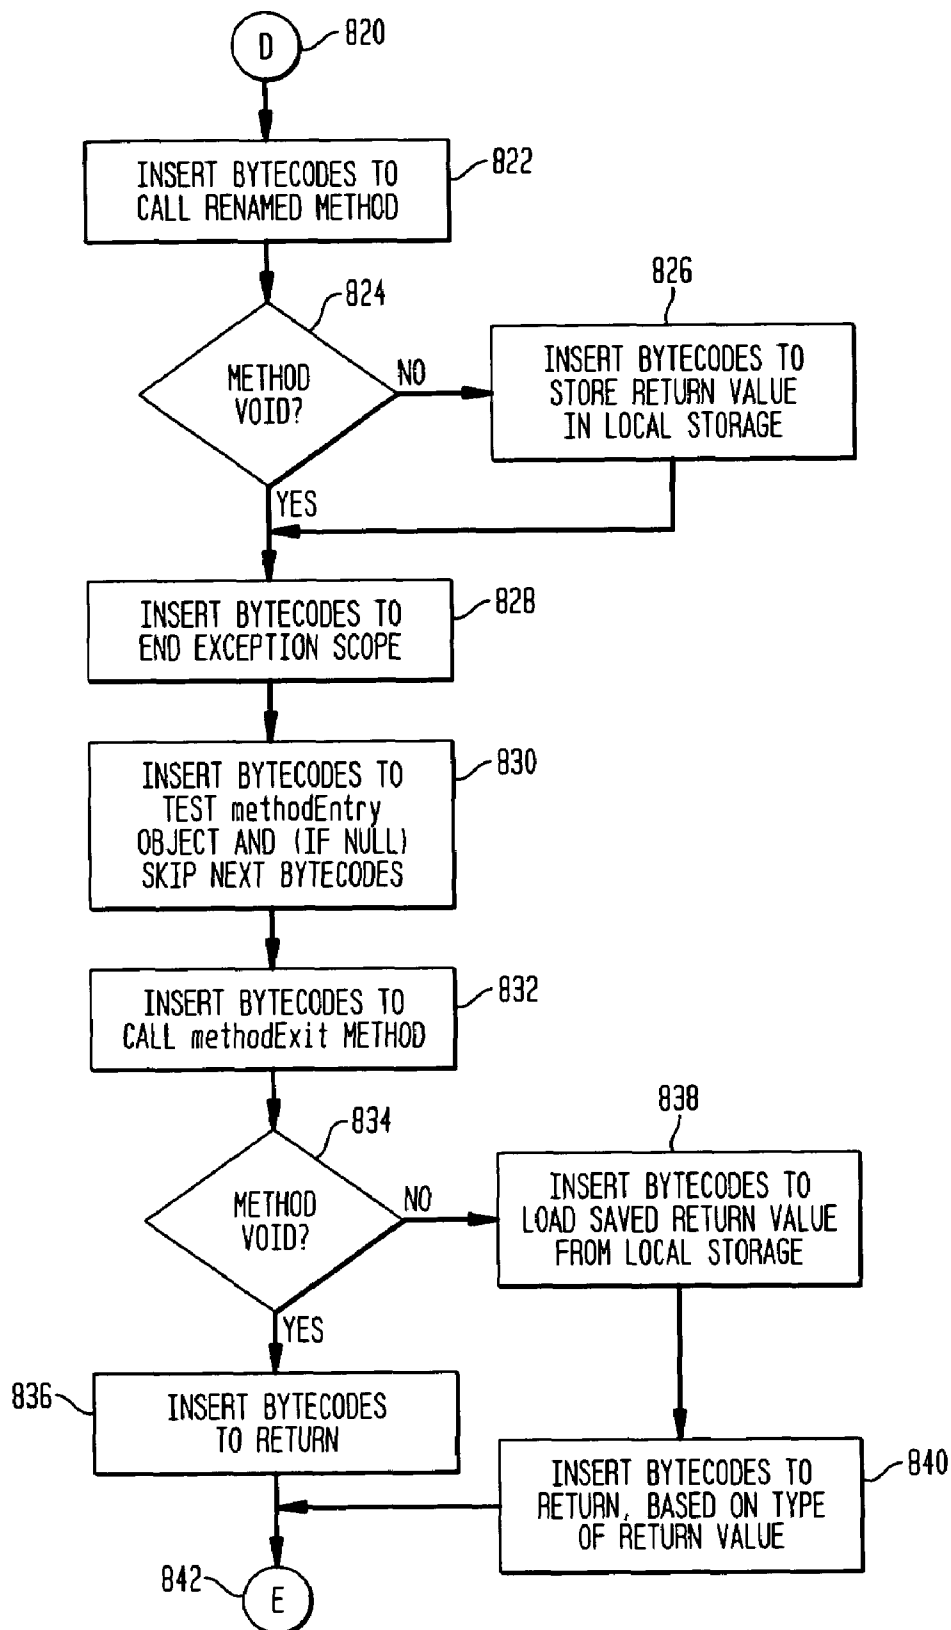 D
820
INSERT BYTECODES TO
CALL RENAMED METHOD
822
824
METHOD
VOID?
NO
YES
826
INSERT BYTECODES TO
STORE RETURN VALUE
IN LOCAL STORAGE
INSERT BYTECODES TO
END EXCEPTION SCOPE
828
INSERT BYTECODES TO
TEST methodEntry
OBJECT AND (IF NULL)
SKIP NEXT BYTECODES
830
INSERT BYTECODES TO
CALL methodExit METHOD
832
834
METHOD
VOID?
NO
YES
838
INSERT BYTECODES TO
LOAD SAVED RETURN VALUE
FROM LOCAL STORAGE
836
INSERT BYTECODES
TO RETURN
INSERT BYTECODES TO
RETURN, BASED ON TYPE
OF RETURN VALUE
840
842
E